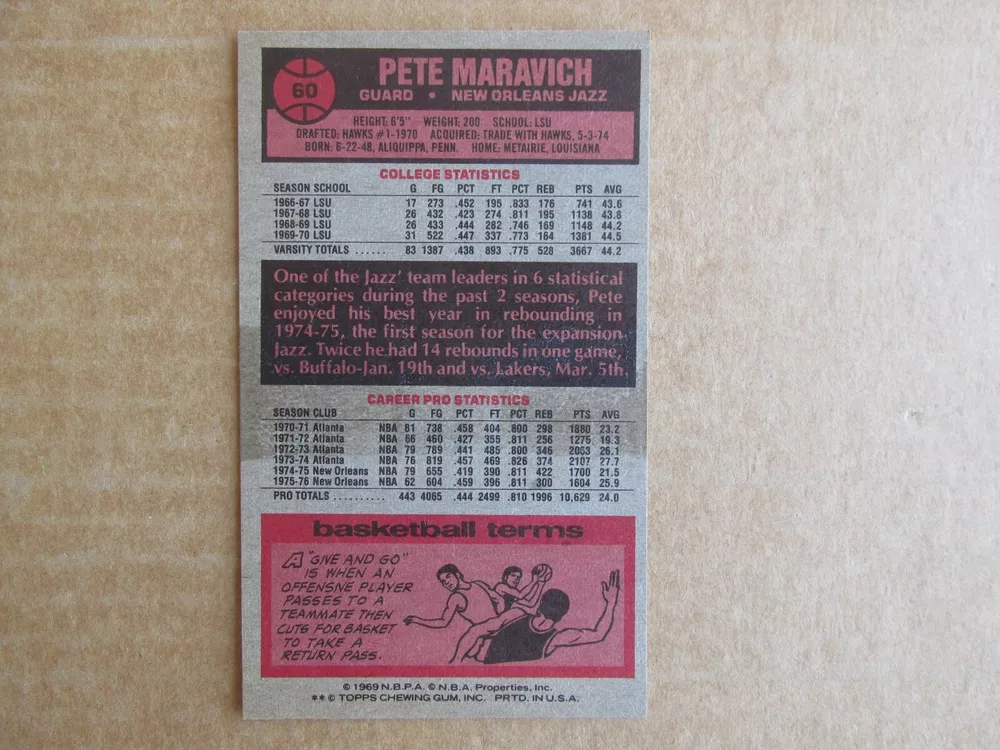 60
PETE MARAVICH
GUARD • NEW ORLEANS JAZZ
HEIGHT: 6'5" WEIGHT: 200 SCHOOL: LSU
DRAFTED: HAWKS #1-1970 ACQUIRED: TRADE WITH HAWKS, 5-3-74
BORN: 6-22-48, ALIQUIPPA, PENN. HOME: METAIRIE, LOUISIANA
COLLEGE STATISTICS
SEASON SCHOOL G FG PCT FT PCT REB PTS AVG
1966-67 LSU 17 273 .452 195 .833 176 741 43.6
1967-68 LSU 26 432 .423 274 .811 195 1138 43.8
1968-69 LSU 26 433 .444 282 .746 169 1148 44.2
1969-70 LSU 31 522 .447 337 .773 164 1381 44.5
VARSITY TOTALS ...... 83 1387 .438 893 .775 528 3667 44.2
One of the Jazz' team leaders in 6 statistical
categories during the past 2 seasons, Pete
enjoyed his best year in rebounding in
1974-75, the first season for the expansion
Jazz. Twice he had 14 rebounds in one game,
vs. Buffalo-Jan. 19th and vs. Lakers, Mar. 5th.
CAREER PRO STATISTICS
SEASON CLUB G FG PCT FT PCT REB PTS AVG
1970-71 Atlanta NBA 81 738 .458 404 .800 298 1880 23.2
1971-72 Atlanta NBA 66 460 .427 355 .811 256 1275 19.3
1972-73 Atlanta NBA 79 789 .441 485 .800 346 2063 26.1
1973-74 Atlanta NBA 76 819 .457 469 .826 374 2107 27.7
1974-75 New Orleans NBA 79 655 .419 390 .811 422 1700 21.5
1975-76 New Orleans NBA 62 604 .459 396 .811 300 1604 25.9
PRO TOTALS .......... 443 4065 .444 2499 .810 1996 10,629 24.0
basketball terms
A "GIVE AND GO"
IS WHEN AN
OFFENSIVE PLAYER
PASSES TO A
TEAMMATE THEN
CUTS FOR BASKET
TO TAKE A
RETURN PASS.
© 1969 N.B.P.A. © N.B.A. Properties, Inc.
** © TOPPS CHEWING GUM, INC. PRTD. IN U.S.A.